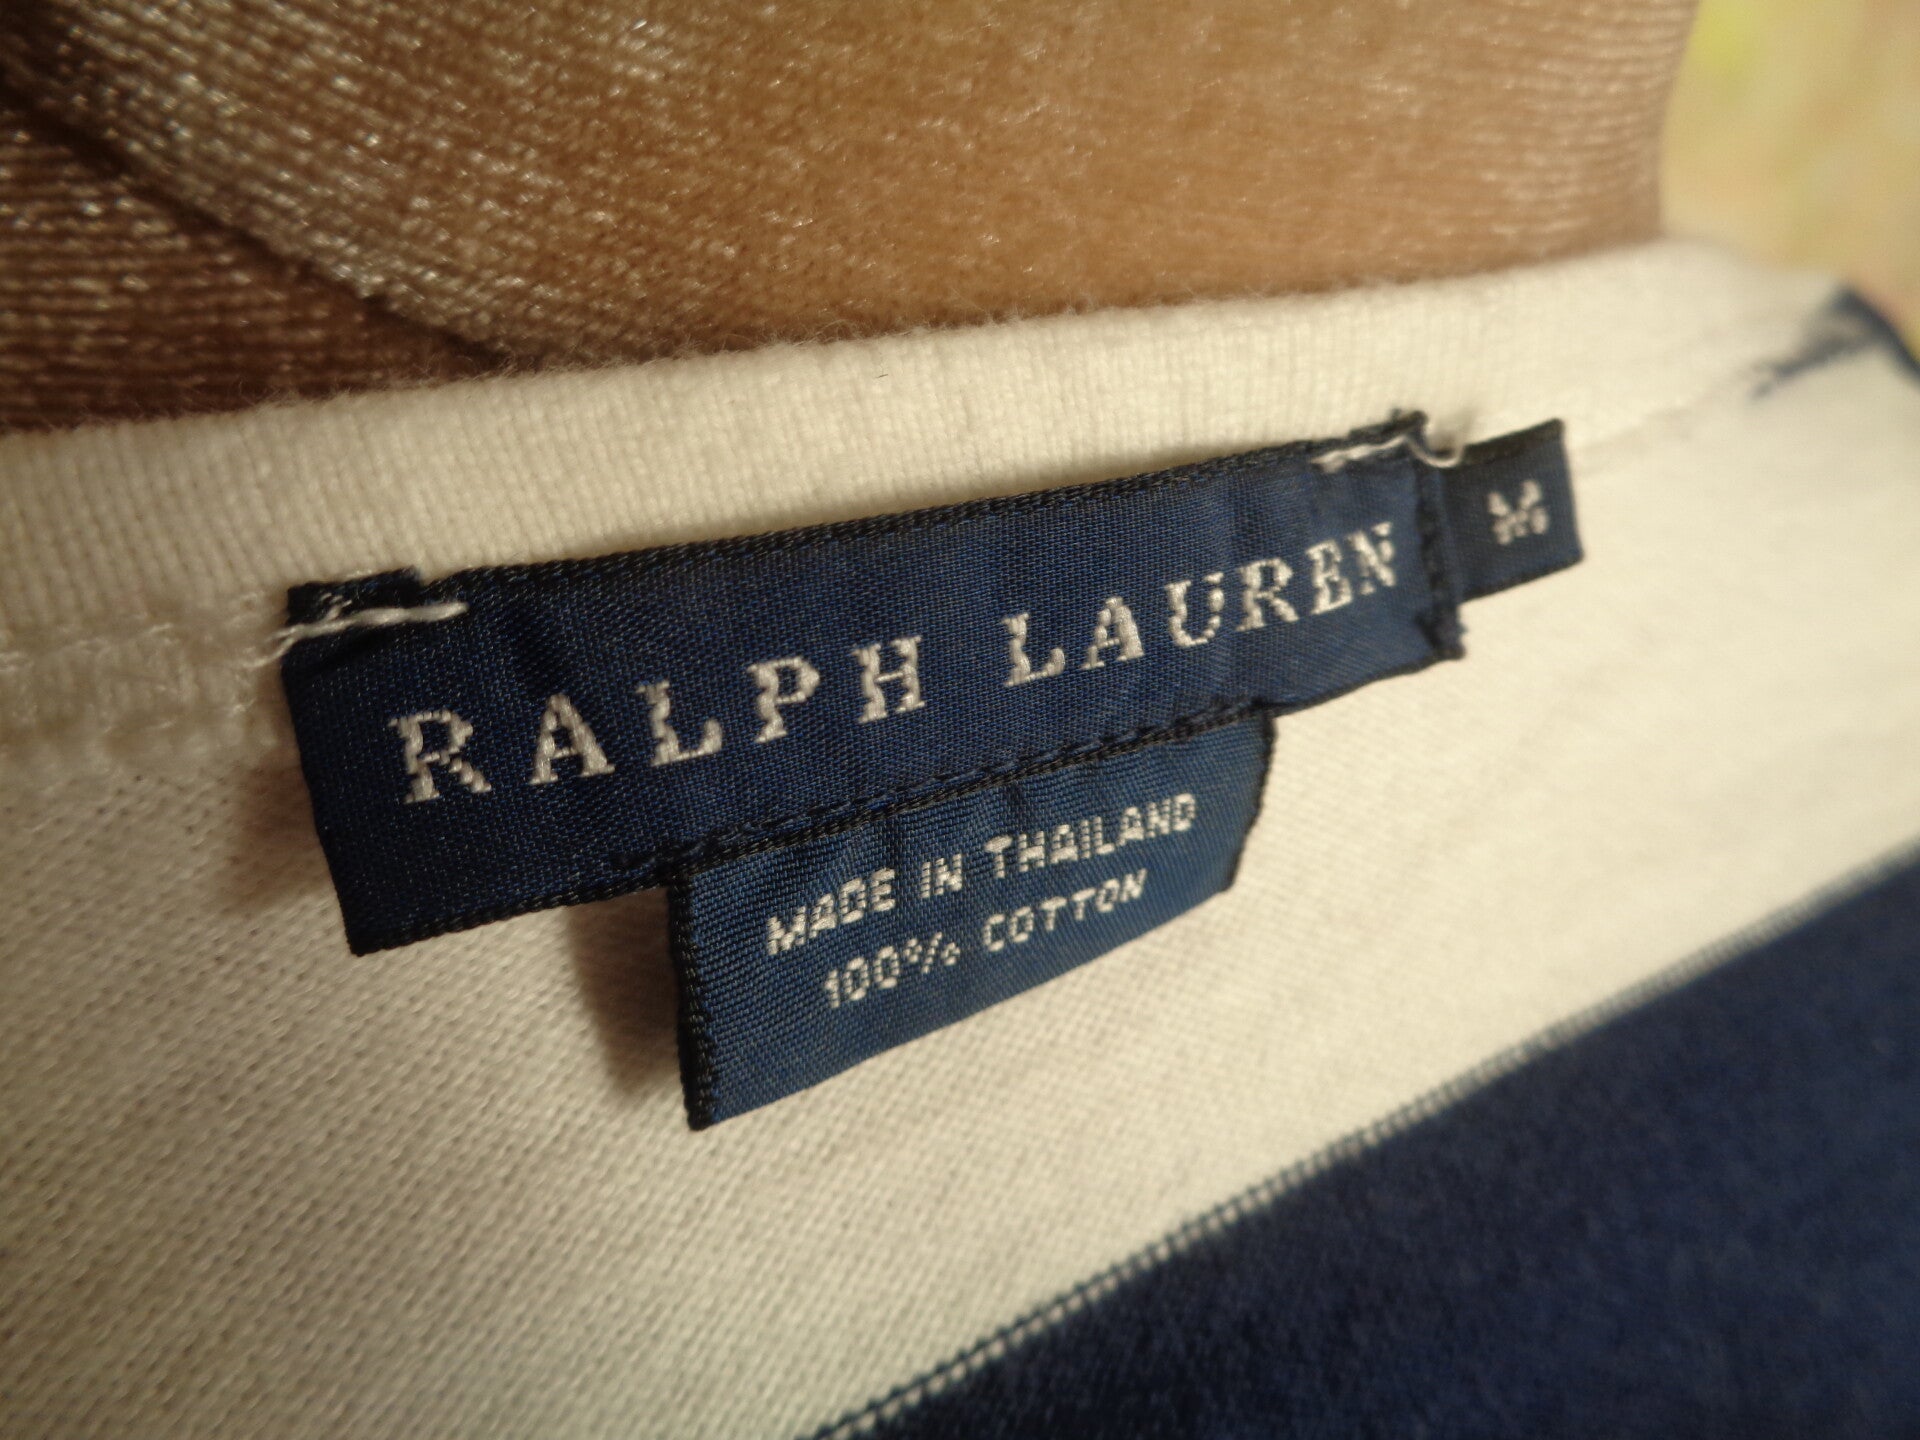 RALPH LAUREN
M
MADE IN THAILAND
100% COTTON